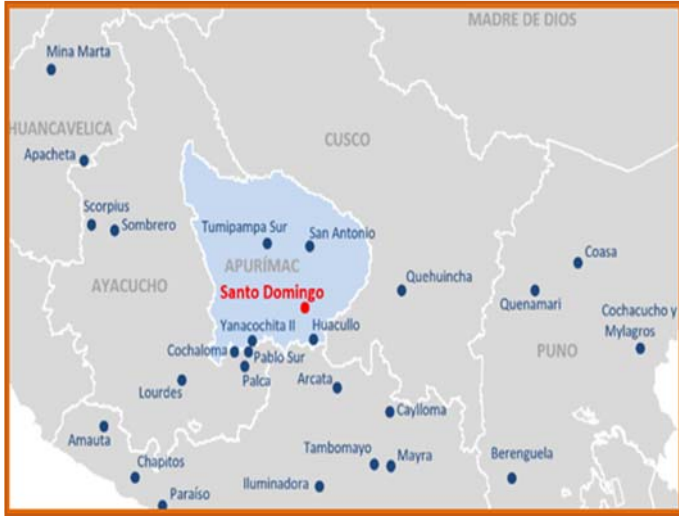 MADRE DE DIOS
Mina Marta
HUANCAVELICA
CUSCO
Apacheta
Scorpius
Sombrero
Tumipampa Sur
San Antonio
APURÍMAC
Coasa
AYACUCHO
Santo Domingo
Quehuincha
Quenamari
Cochacucho y
Mylagros
Yanacochita II
Huacullo
Cochaloma
Pablo Sur
PUNO
Palca
Arcata
Lourdes
Caylloma
Amauta
Tambomayo
Mayra
Berenguela
Chapitos
Iluminadora
Paraíso